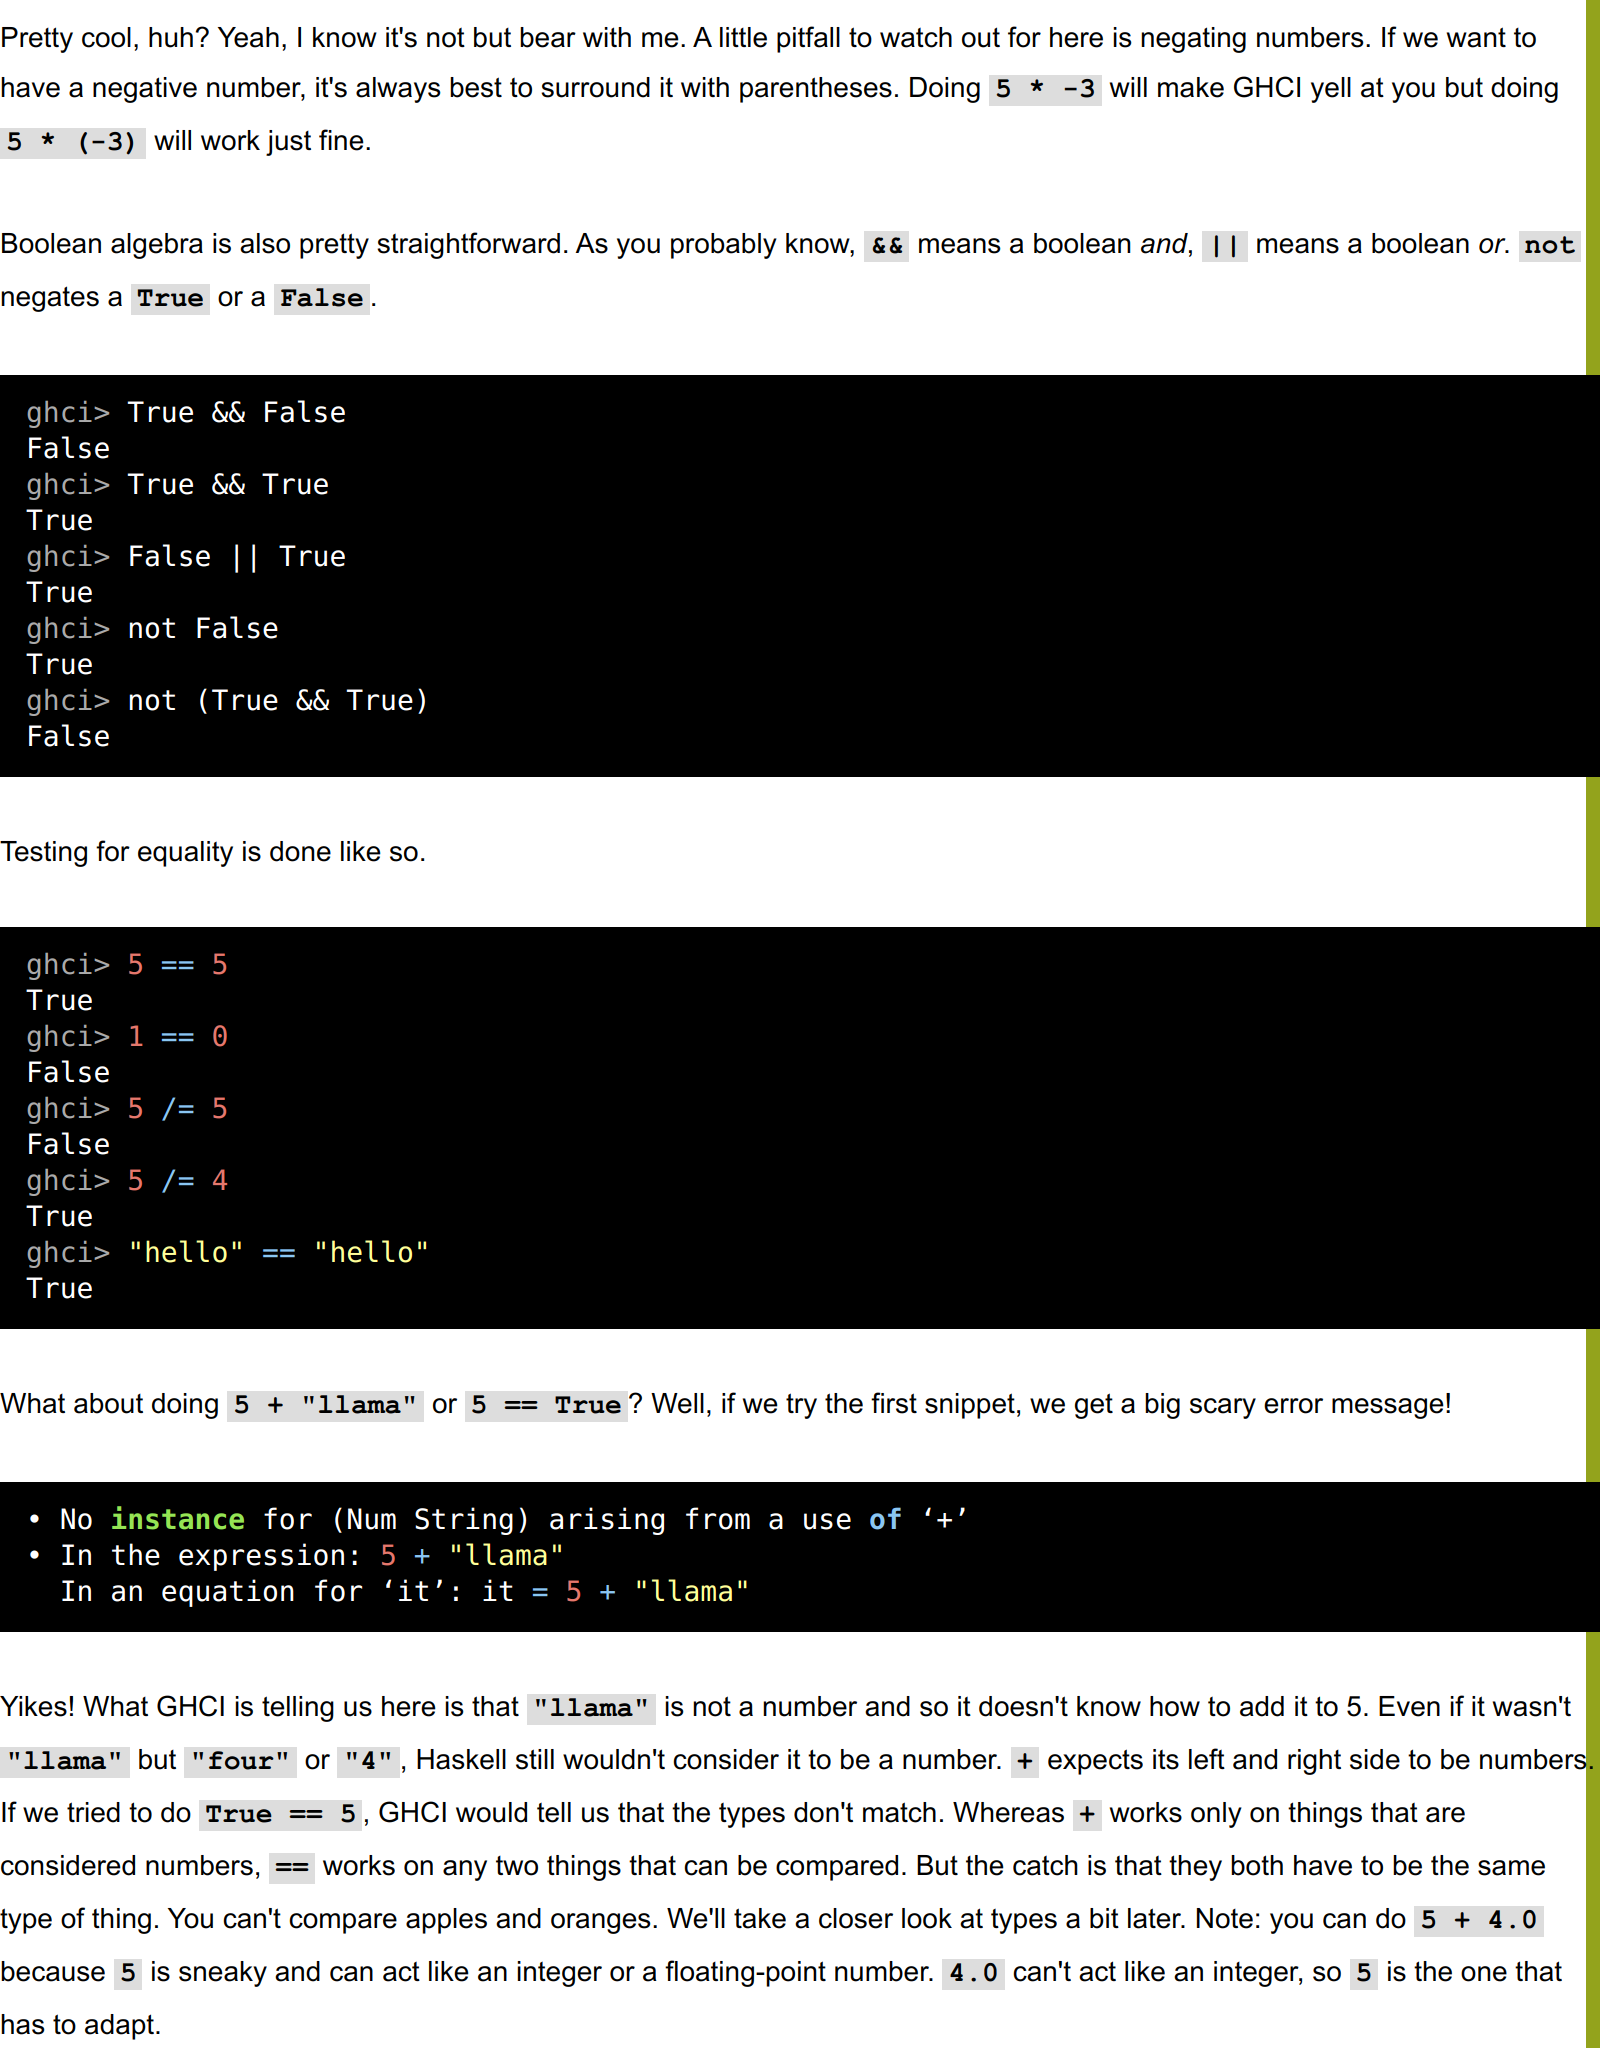 Pretty cool, huh? Yeah, I know it's not but bear with me. A little pitfall to watch out for here is negating numbers. If we want to
have a negative number, it's always best to surround it with parentheses. Doing 5 * -3 will make GHCI yell at you but doing
5 * (-3) will work just fine.
Boolean algebra is also pretty straightforward. As you probably know, && means a boolean and, || means a boolean or. not
negates a True or a False.
ghci> True && False
False
ghci> True && True
True
ghci> False || True
True
ghci> not False
True
ghci> not (True && True)
False
Testing for equality is done like so.
ghci> 5 == 5
True
ghci> 1 == 0
False
ghci> 5 /= 5
False
ghci> 5 /= 4
True
ghci> "hello" == "hello"
True
What about doing 5 + "llama" or 5 == True? Well, if we try the first snippet, we get a big scary error message!
• No instance for (Num String) arising from a use of ‘+’
• In the expression: 5 + "llama"
In an equation for ‘it’: it = 5 + "llama"
Yikes! What GHCI is telling us here is that "llama" is not a number and so it doesn't know how to add it to 5. Even if it wasn't
"llama" but "four" or "4", Haskell still wouldn't consider it to be a number. + expects its left and right side to be numbers.
If we tried to do True == 5, GHCI would tell us that the types don't match. Whereas + works only on things that are
considered numbers, == works on any two things that can be compared. But the catch is that they both have to be the same
type of thing. You can't compare apples and oranges. We'll take a closer look at types a bit later. Note: you can do 5 + 4.0
because 5 is sneaky and can act like an integer or a floating-point number. 4.0 can't act like an integer, so 5 is the one that
has to adapt.